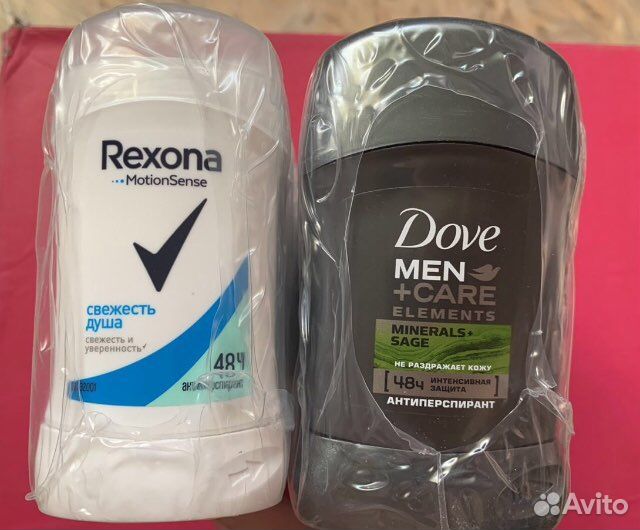 Rexona
MotionSense
свежесть
душа
свежесть и
уверенность
48ч
Dove
MEN
+CARE
ELEMENTS
MINERALS+
SAGE
НЕ РАЗДРАЖАЕТ КОЖУ
48ч ИНТЕНСИВНАЯ
ЗАЩИТА
АНТИПЕРСПИРАНТ
Avito